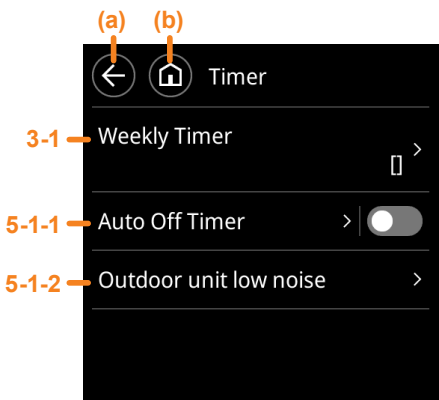 (a) (b)
Timer
3-1 Weekly Timer
[]
5-1-1 Auto Off Timer
5-1-2 Outdoor unit low noise